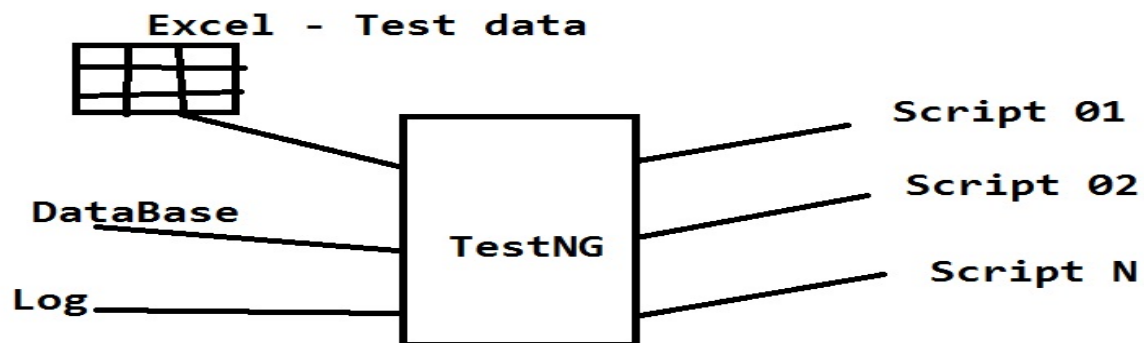 Excel - Test data
Script 01
Script 02
DataBase
TestNG
Script N
Log